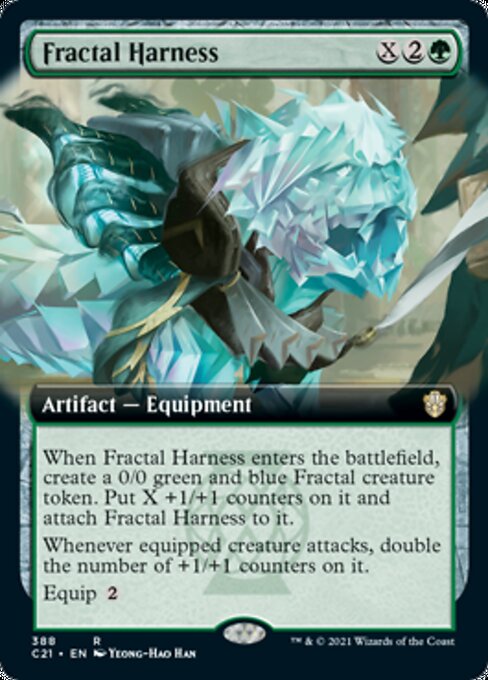 Fractal Harness X2
Artifact — Equipment
When Fractal Harness enters the battlefield,
create a 0/0 green and blue Fractal creature
token. Put X +1/+1 counters on it and
attach Fractal Harness to it.
Whenever equipped creature attacks, double
the number of +1/+1 counters on it.
Equip 2
388 R
C21 • EN Yeong-Hao Han
™ & © 2021 Wizards of the Coast